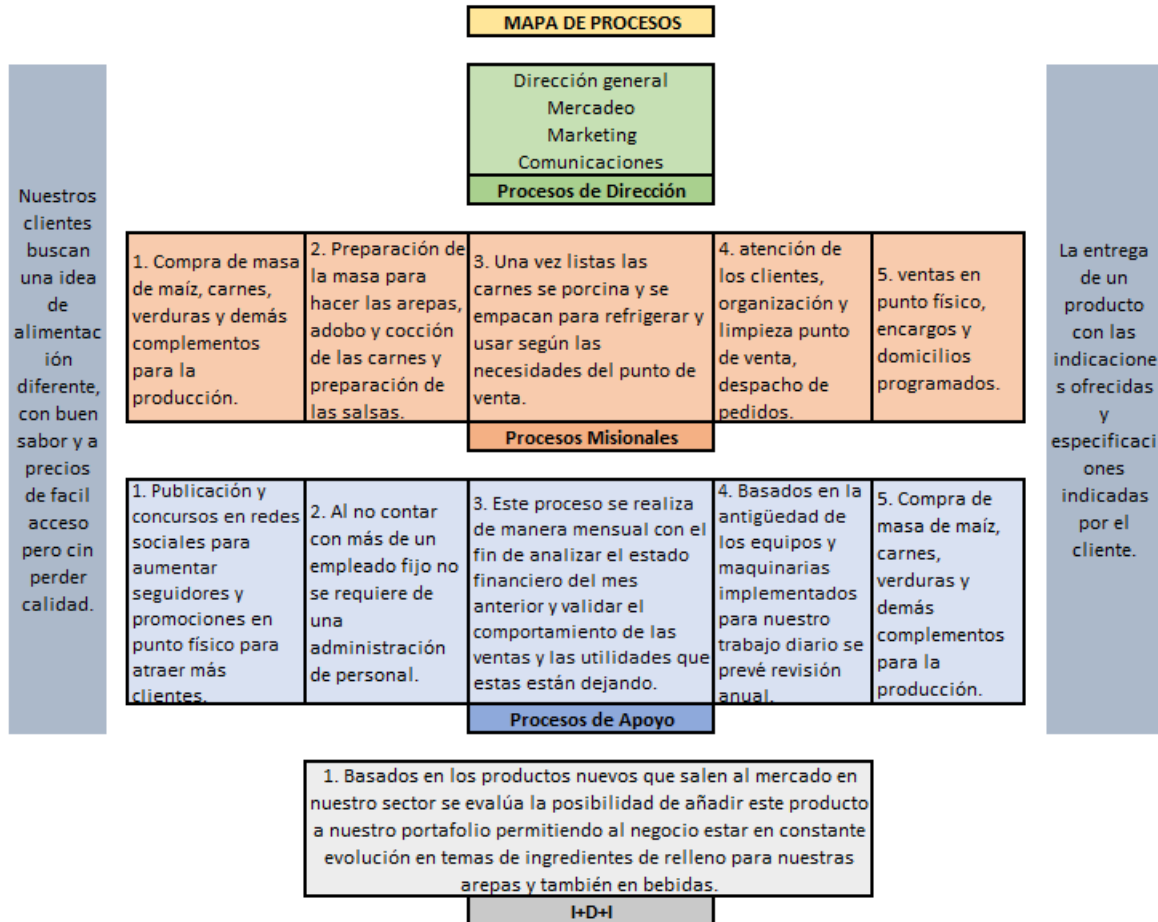 MAPA DE PROCESOS
Dirección general
Mercadeo
Marketing
Comunicaciones
Procesos de Dirección
Nuestros
clientes
buscan
una idea
de
alimentac
ión
diferente,
con buen
sabor y a
precios
de facil
acceso
pero cin
perder
calidad.
1. Compra de masa
de maíz, carnes,
verduras y demás
complementos
para la
producción.
2. Preparación de
la masa para
hacer las arepas,
adobo y cocción
de las carnes y
preparación de
las salsas.
3. Una vez listas las
carnes se porcina y se
empacan para refrigerar y
usar según las
necesidades del punto de
venta.
4. atención de
los clientes,
organización y
limpieza punto
de venta,
despacho de
pedidos.
5. ventas en
punto físico,
encargos y
domicilios
programados.
Procesos Misionales
1. Publicación y
concursos en redes
sociales para
aumentar
seguidores y
promociones en
punto físico para
atraer más
clientes.
2. Al no contar
con más de un
empleado fijo no
se requiere de
una
administración
de personal.
3. Este proceso se realiza
de manera mensual con el
fin de analizar el estado
financiero del mes
anterior y validar el
comportamiento de las
ventas y las utilidades que
estas están dejando.
4. Basados en la
antigüedad de
los equipos y
maquinarias
implementados
para nuestro
trabajo diario se
prevé revisión
anual.
5. Compra de
masa de maíz,
carnes,
verduras y
demás
complementos
para la
producción.
Procesos de Apoyo
La entrega
de un
producto
con las
indicacione
s ofrecidas
y
especificaci
ones
indicadas
por el
cliente.
1. Basados en los productos nuevos que salen al mercado en
nuestro sector se evalúa la posibilidad de añadir este producto
a nuestro portafolio permitiendo al negocio estar en constante
evolución en temas de ingredientes de relleno para nuestras
arepas y también en bebidas.
I+D+I